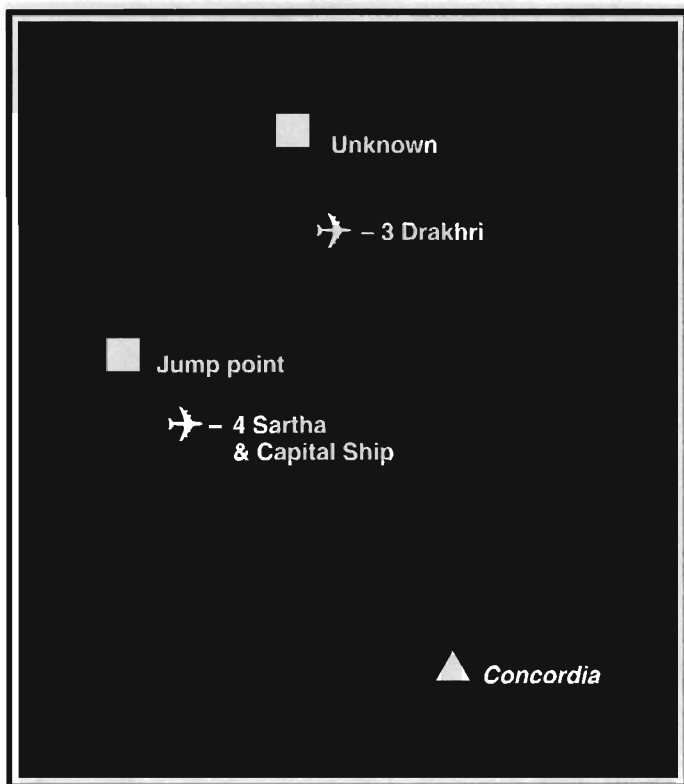 Unknown
– 3 Drakhri
Jump point
– 4 Sartha
& Capital Ship
Concordia